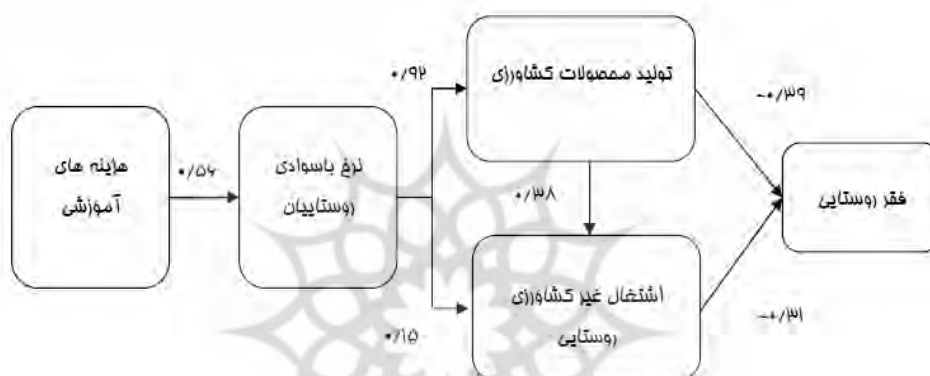 هزینه های
آموزشی
۰/۵۶
نرخ باسوادی
روستاییان
۰/۹۲
تولید محصولات کشاورزی
۰/۳۸
۰/۱۵
اشتغال غیر کشاورزی
روستایی
-۰/۳۹
-۰/۳۱
فقر روستایی